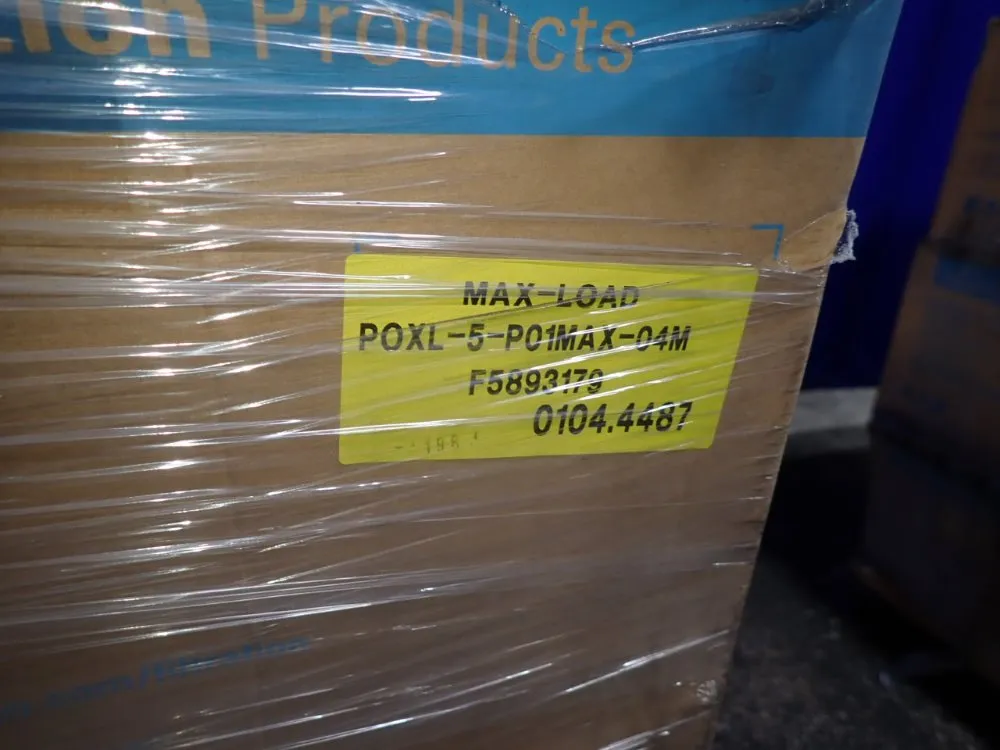 Products
MAX-LOAD
POXL-5-P01MAX-04M
F5893179
0104.4487